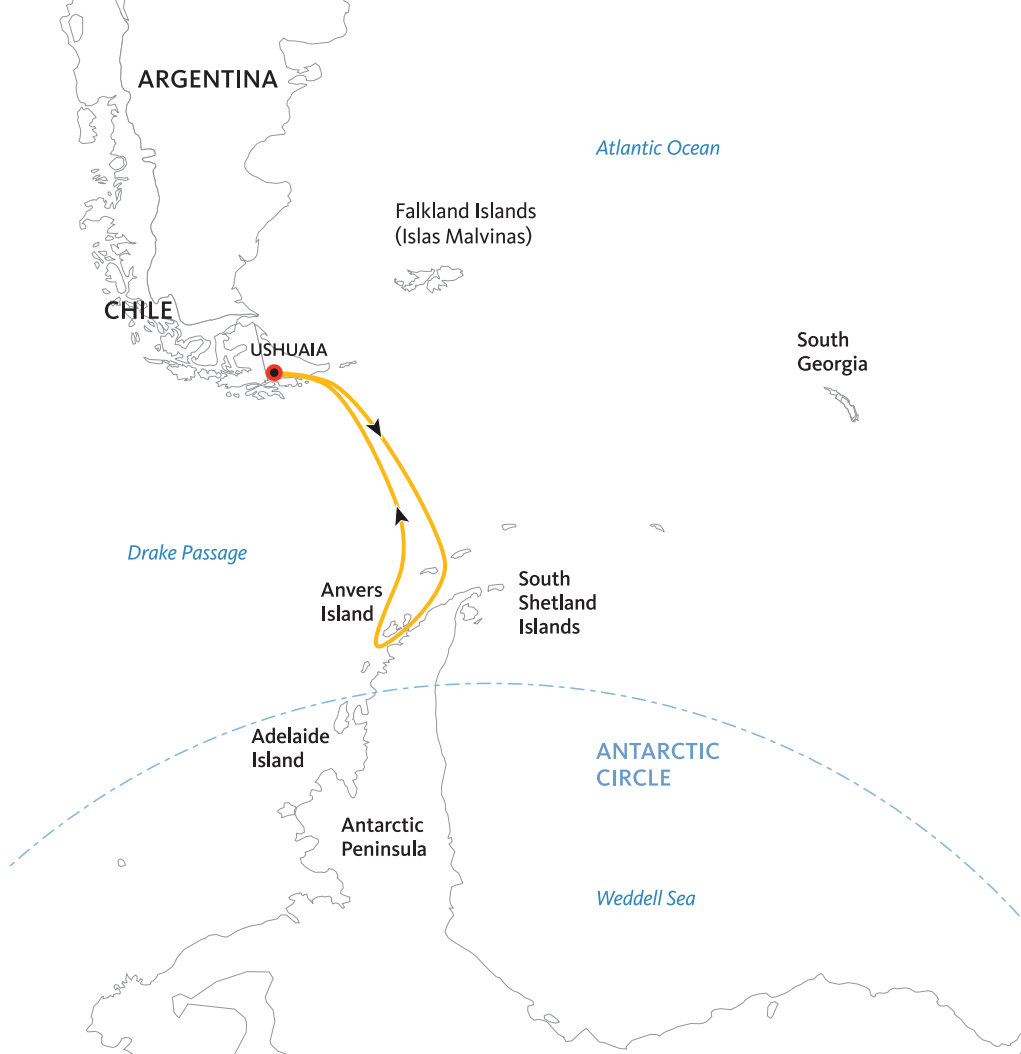 ARGENTINA
Atlantic Ocean
Falkland Islands
(Islas Malvinas)
CHILE
USHUAIA
South
Georgia
Drake Passage
Anvers
Island
South
Shetland
Islands
Adelaide
Island
ANTARCTIC
CIRCLE
Antarctic
Peninsula
Weddell Sea